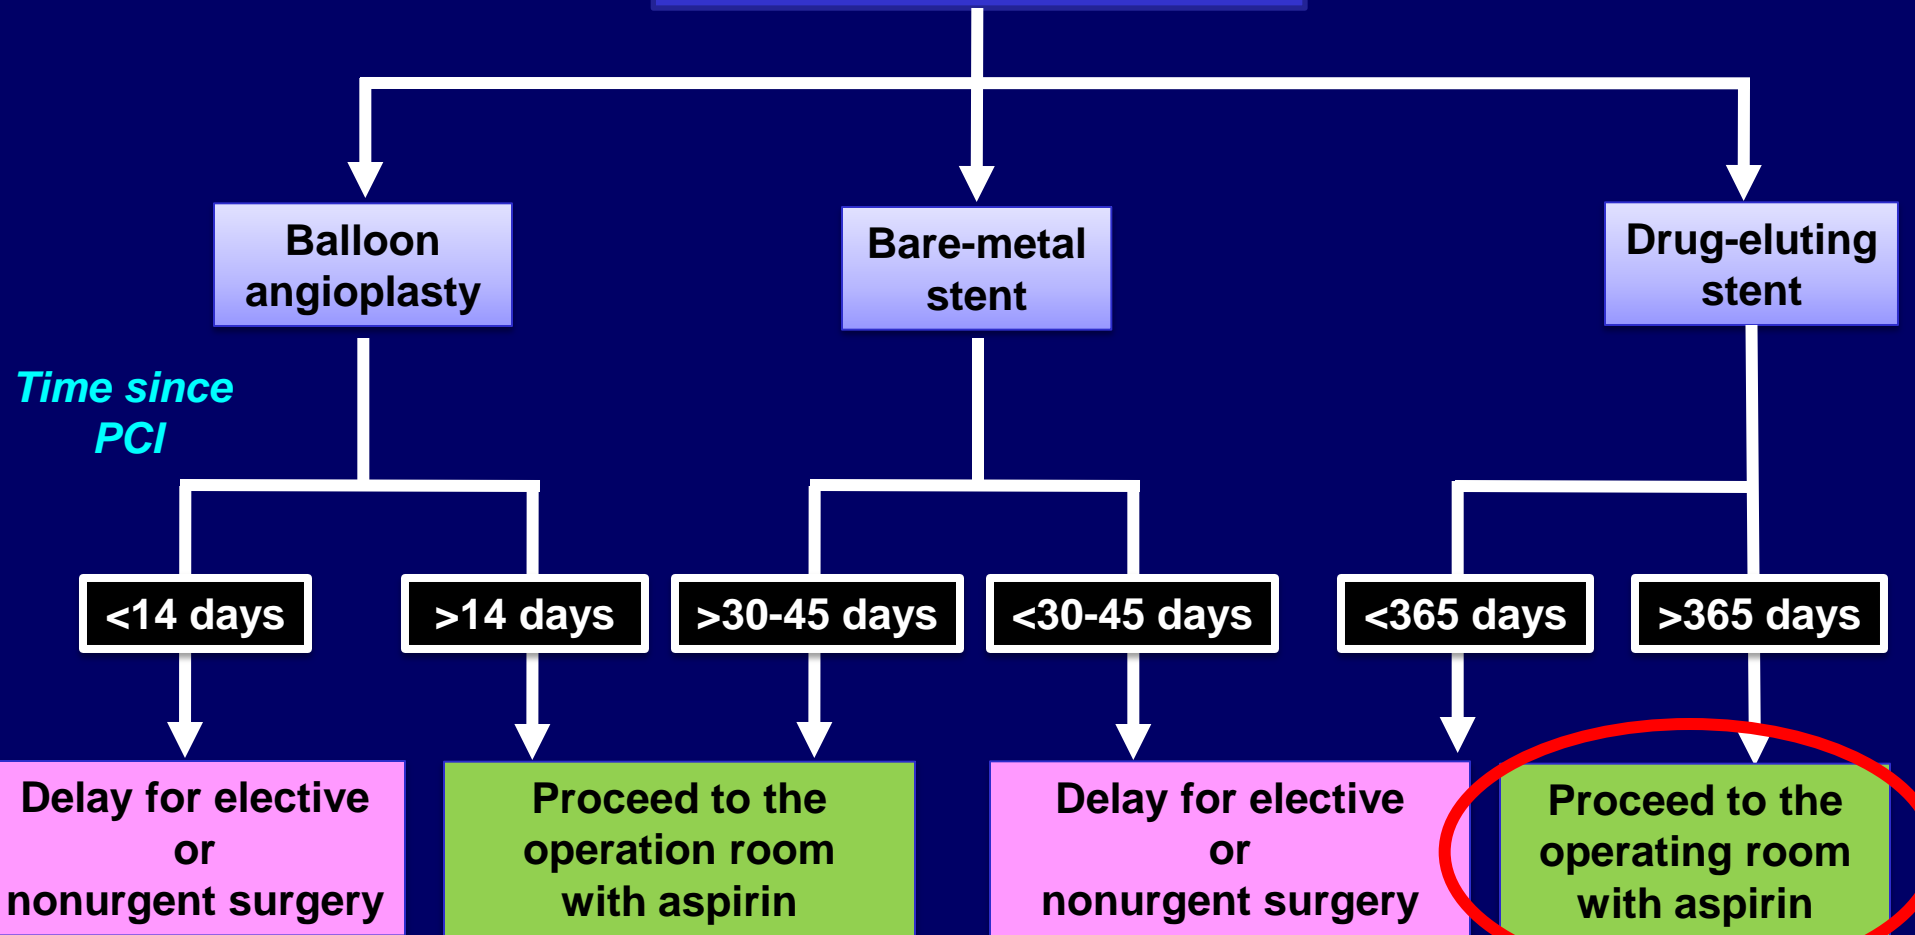 Balloon
angioplasty
Bare-metal
stent
Drug-eluting
stent
Time since
PCI
<14 days
>14 days
>30-45 days
<30-45 days
<365 days
>365 days
Delay for elective
or
nonurgent surgery
Proceed to the
operation room
with aspirin
Delay for elective
or
nonurgent surgery
Proceed to the
operating room
with aspirin